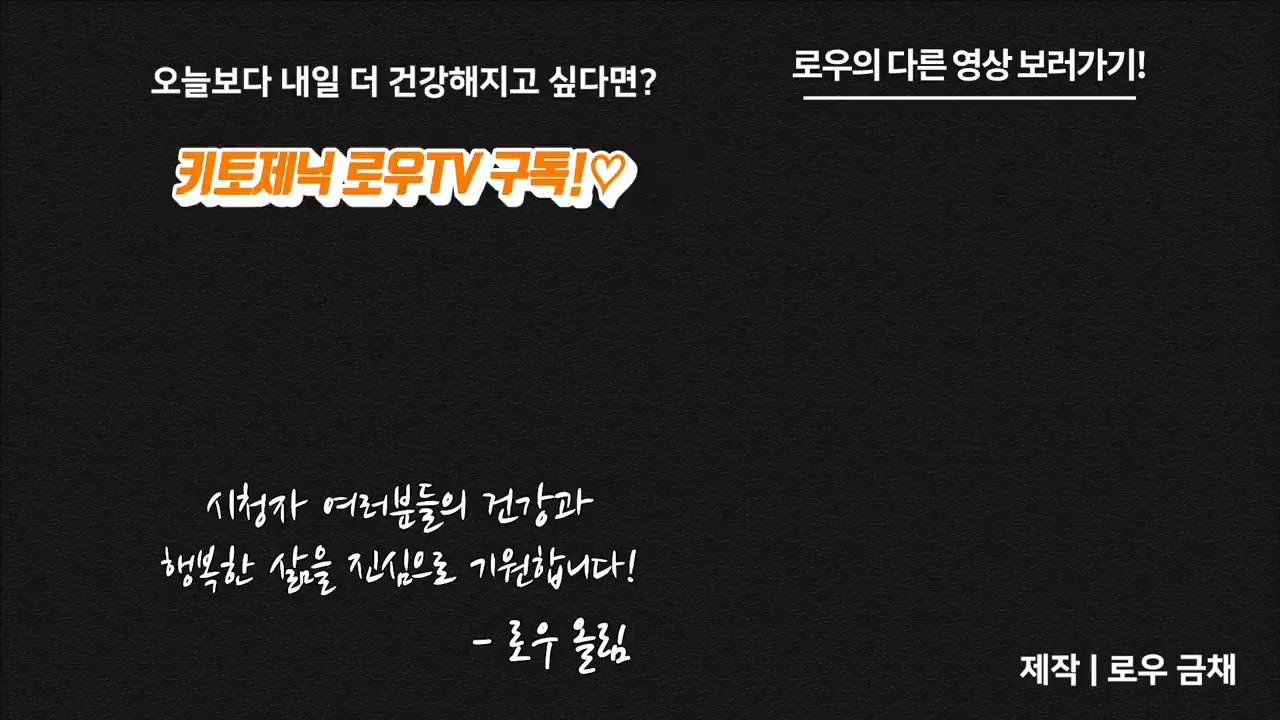 오늘보다 내일 더 건강해지고 싶다면?
키토제닉 로우TV 구독!♡
로우의 다른 영상 보러가기!
시청자 여러분들의 건강과
행복한 삶을 진심으로 기원합니다!
- 로우 올림
제작 | 로우 금채